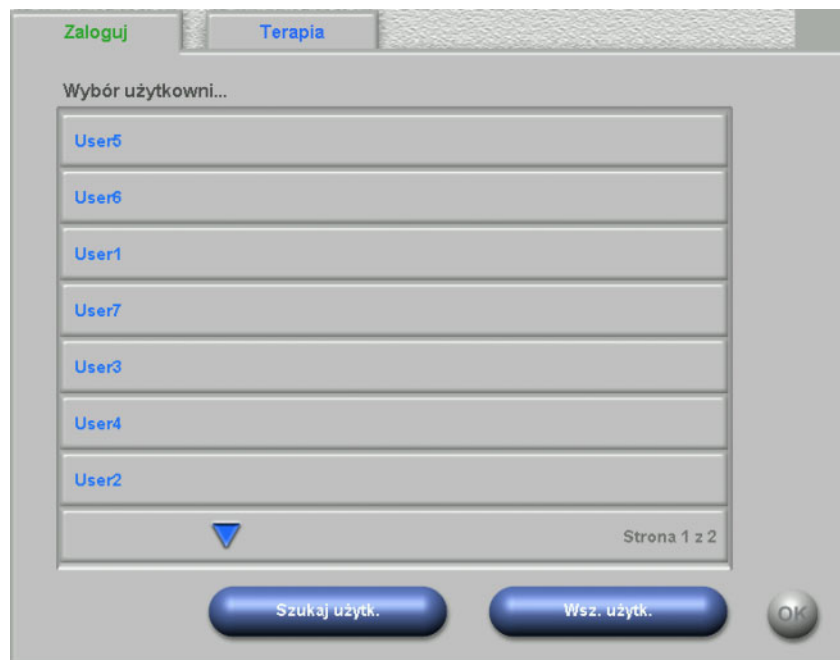 Zaloguj Terapia
Wybór użytkowni...
User5
User6
User1
User7
User3
User4
User2
Strona 1 z 2
Szukaj użytk. Wsz. użytk. OK